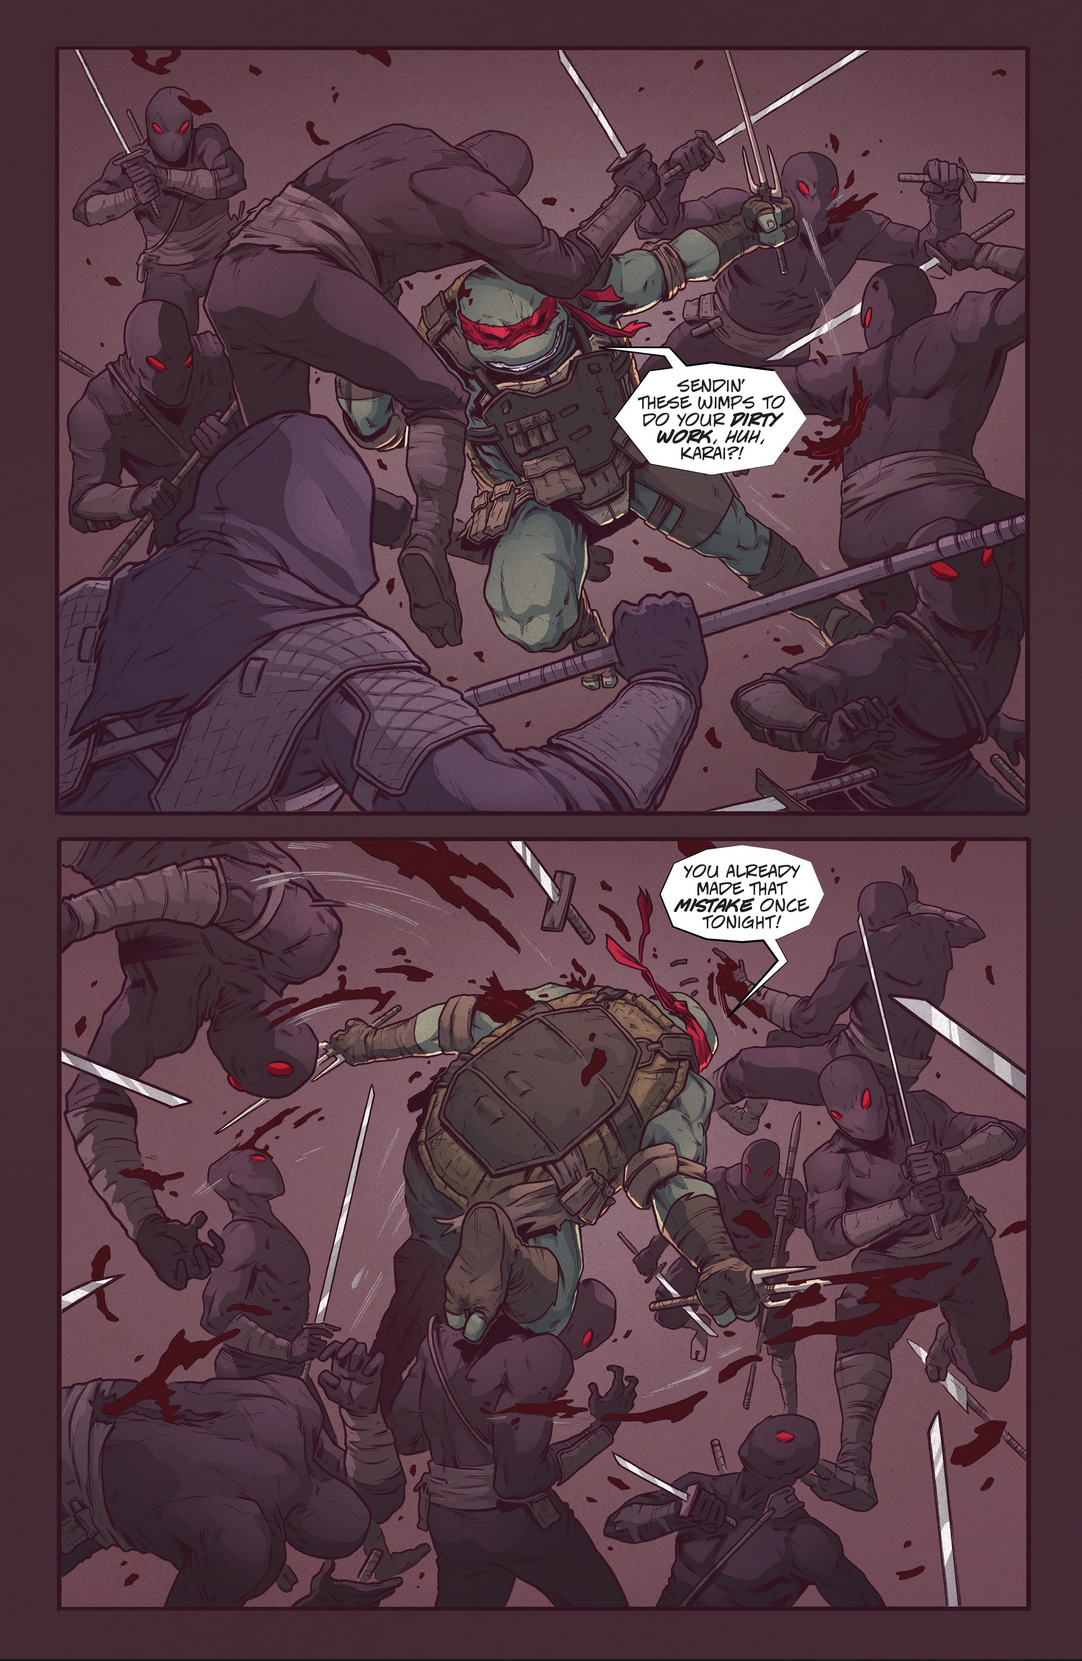 SENDIN'
THESE WIMPS TO
DO YOUR DIRTY
WORK, HUH,
KARAI?!
YOU ALREADY
MADE THAT
MISTAKE ONCE
TONIGHT!